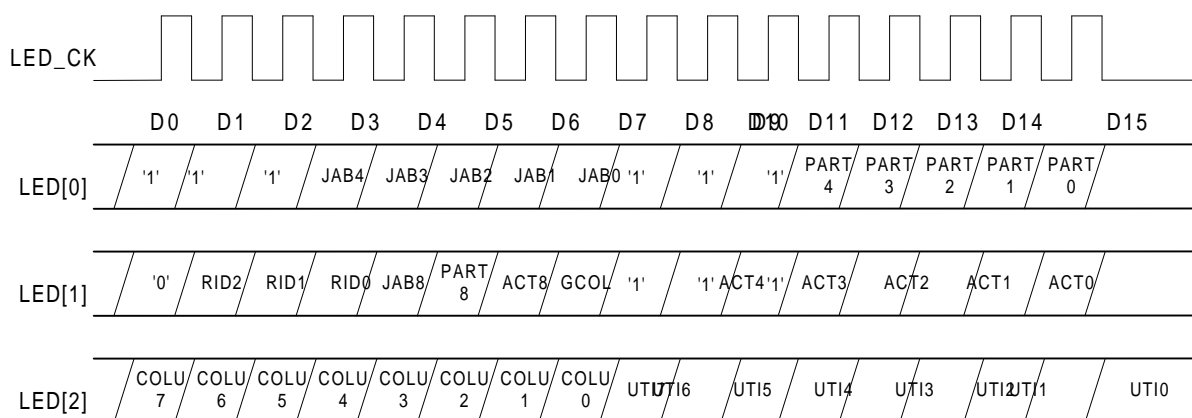 LED_CK
D0 D1 D2 D3 D4 D5 D6 D7 D8 D9 D10 D11 D12 D13 D14 D15
LED[0] '1' '1' '1' JAB4 JAB3 JAB2 JAB1 JAB0 '1' '1' '1' PART 4 PART 3 PART 2 PART 1 PART 0
LED[1] '0' RID2 RID1 RID0 JAB8 PART 8 ACT8 GCOL '1' '1' ACT4 '1' ACT3 ACT2 ACT1 ACT0
LED[2] COLU 7 COLU 6 COLU 5 COLU 4 COLU 3 COLU 2 COLU 1 COLU 0 UTI7 UTI6 UTI5 UTI4 UTI3 UTI2 UTI1 UTI0